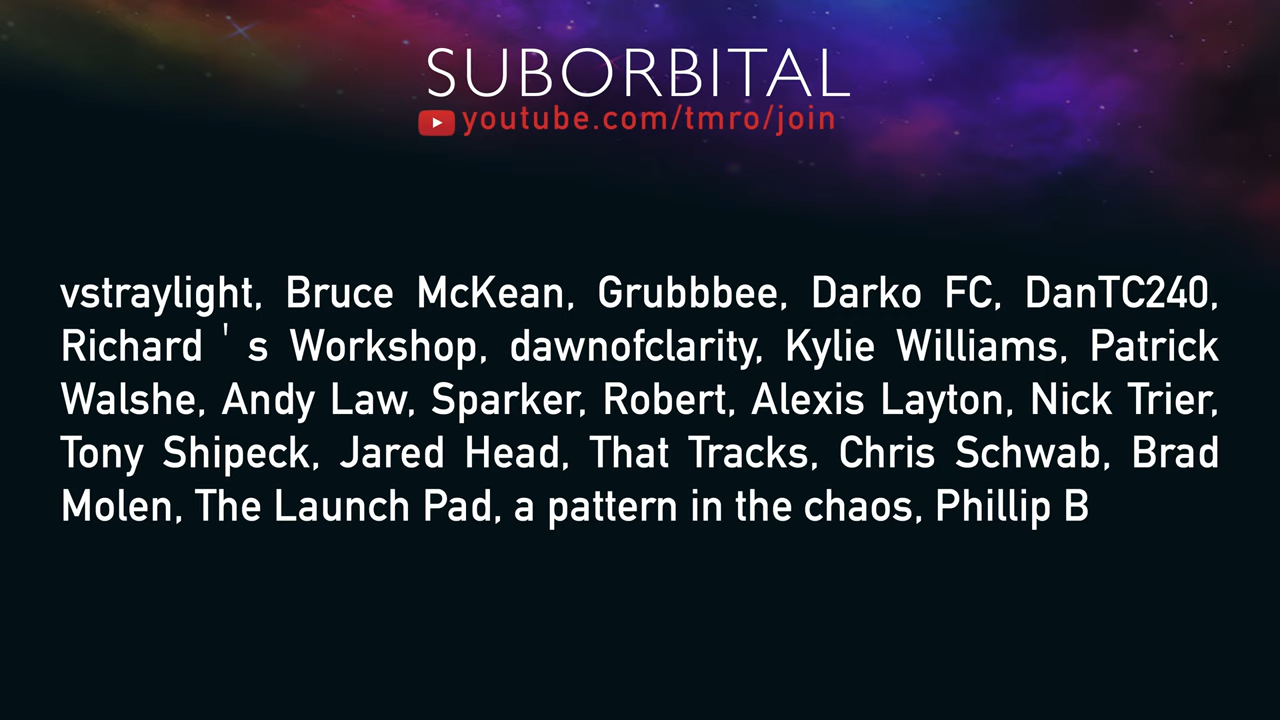 SUBORBITAL
youtube.com/tmro/join
vstraylight, Bruce McKean, Grubbbee, Darko FC, DanTC240,
Richard ' s Workshop, dawnofclarity, Kylie Williams, Patrick
Walshe, Andy Law, Sparker, Robert, Alexis Layton, Nick Trier,
Tony Shipeck, Jared Head, That Tracks, Chris Schwab, Brad
Molen, The Launch Pad, a pattern in the chaos, Phillip B